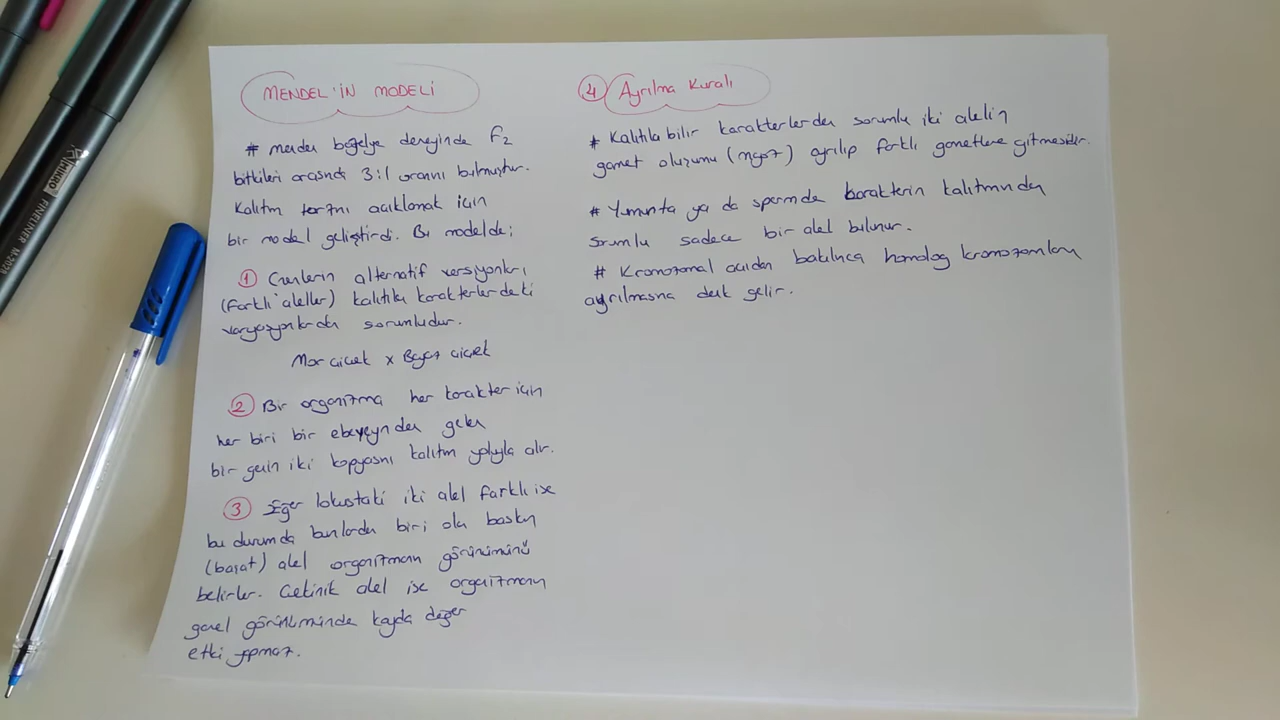 MENDEL'İN MODELİ
# mendel bezelye deneyinde F2
bitkileri arasında 3:1 oranını bulmuştur.
Kalıtım tarzını açıklamak için
bir model geliştirdi. Bu modelde;
1 Genlerin alternatif versiyonları
(farklı aleller) kalıtılan karakterlerdeki
varyasyonlardan sorumludur.
Mor çiçek x Beyaz çiçek
2 Bir organizma her karakter için
her biri bir ebeveynden gelen
bir genin iki kopyasını kalıtım yoluyla alır.
3 Eğer lokustaki iki alel farklı ise
bu durumda bunlardan biri olan baskın
(başat) alel organizmanın görünümünü
belirler. Çekinik alel ise organizmanın
genel görünümünde kayda değer
etki yapmaz.
4 Ayrılma Kuralı
# Kalıtılabilir karakterlerden sorumlu iki alelin
gamet oluşumu (mayoz) ayrılıp farklı gametlere gitmesidir.
# Yumurta ya da spermde karakterin kalıtımından
sorumlu sadece bir alel bulunur.
# Kromozomal açıdan bakılınca homolog kromozomların
ayrılmasına denk gelir.
MIKRO
FINELINER